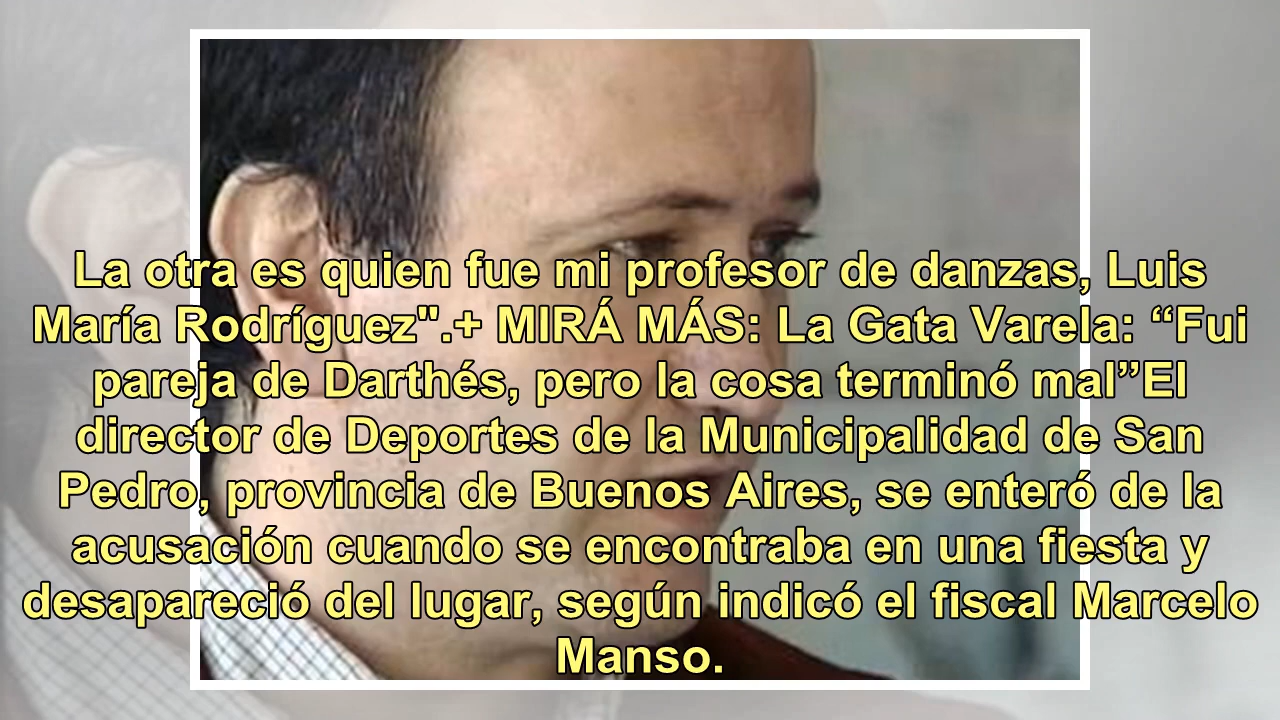 La otra es quien fue mi profesor de danzas, Luis
María Rodríguez".+ MIRÁ MÁS: La Gata Varela: “Fui
pareja de Darthés, pero la cosa terminó mal”El
director de Deportes de la Municipalidad de San
Pedro, provincia de Buenos Aires, se enteró de la
acusación cuando se encontraba en una fiesta y
desapareció del lugar, según indicó el fiscal Marcelo
Manso.